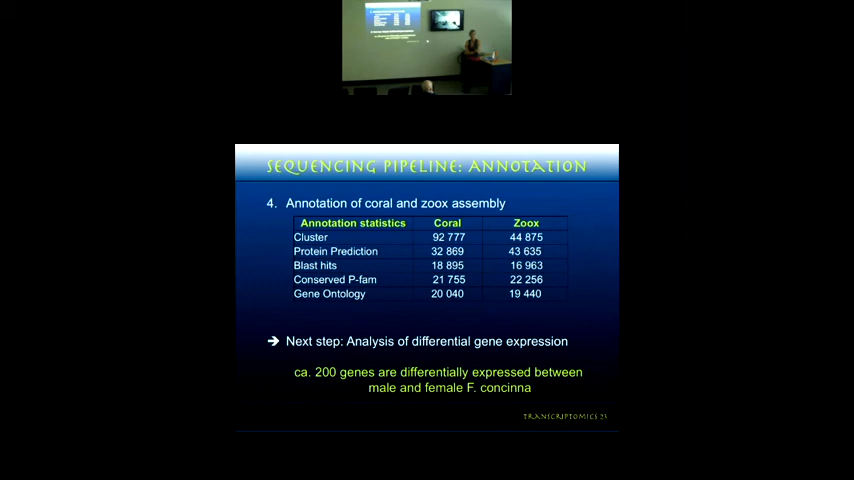 SEQUENCING PIPELINE: ANNOTATION
4. Annotation of coral and zoox assembly
Annotation statistics Coral Zoox
Cluster 92 777 44 875
Protein Prediction 32 869 43 635
Blast hits 18 895 16 963
Conserved P-fam 21 755 22 256
Gene Ontology 20 040 19 440
➔ Next step: Analysis of differential gene expression
ca. 200 genes are differentially expressed between
male and female F. concinna
TRANSCRIPTOMICS 23